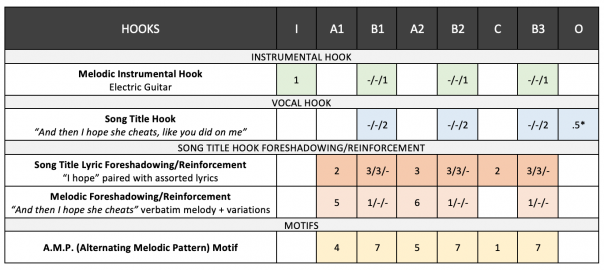 HOOKS I A1 B1 A2 B2 C B3 O
INSTRUMENTAL HOOK
Melodic Instrumental Hook
Electric Guitar
1 -/-/1 -/-/1 -/-/1
VOCAL HOOK
Song Title Hook
“And then I hope she cheats, like you did on me”
-/-/2 -/-/2 -/-/2 .5*
SONG TITLE HOOK FORESHADOWING/REINFORCEMENT
Song Title Lyric Foreshadowing/Reinforcement
“I hope” paired with assorted lyrics
2 3/3/- 3 3/3/- 2 3/3/-
Melodic Foreshadowing/Reinforcement
“And then I hope she cheats” verbatim melody + variations
5 1/-/- 6 1/-/- 1/-/-
MOTIFS
A.M.P. (Alternating Melodic Pattern) Motif
4 7 5 7 1 7